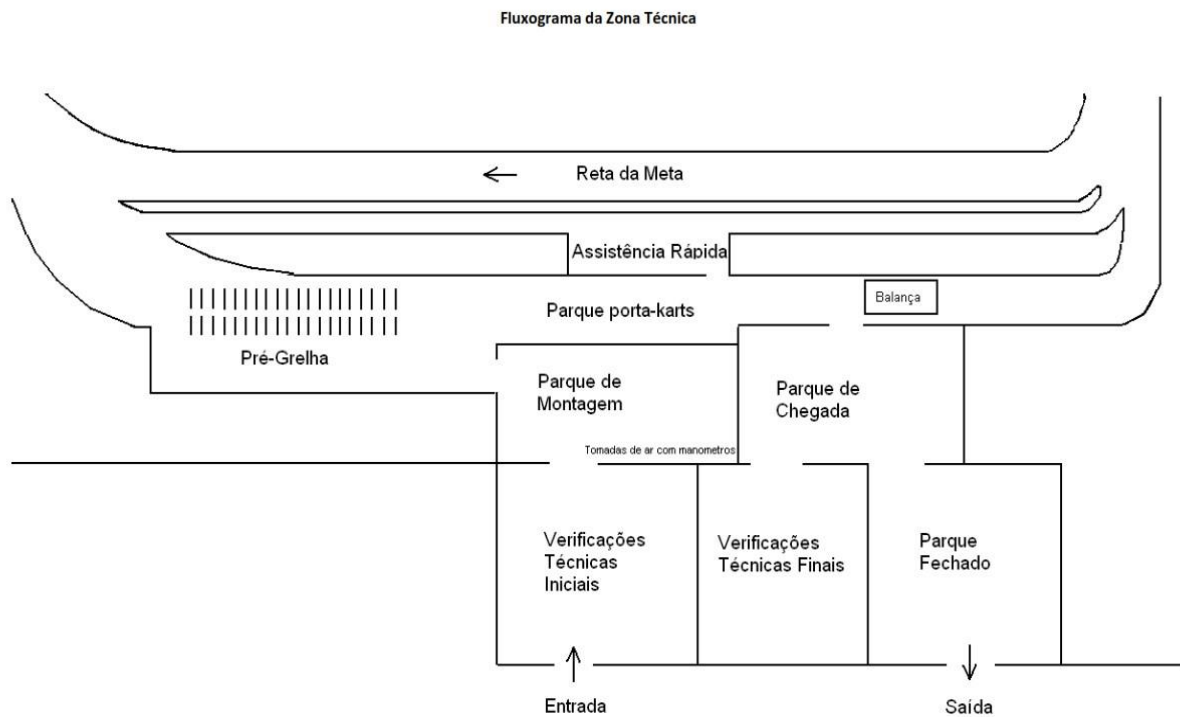 Fluxograma da Zona Técnica
Reta da Meta
Assistência Rápida
Balança
Parque porta-karts
Pré-Grelha
Parque de
Montagem
Parque de
Chegada
Tomadas de ar com manometros
Verificações
Técnicas
Iniciais
Verificações
Técnicas Finais
Parque
Fechado
Entrada
Saída